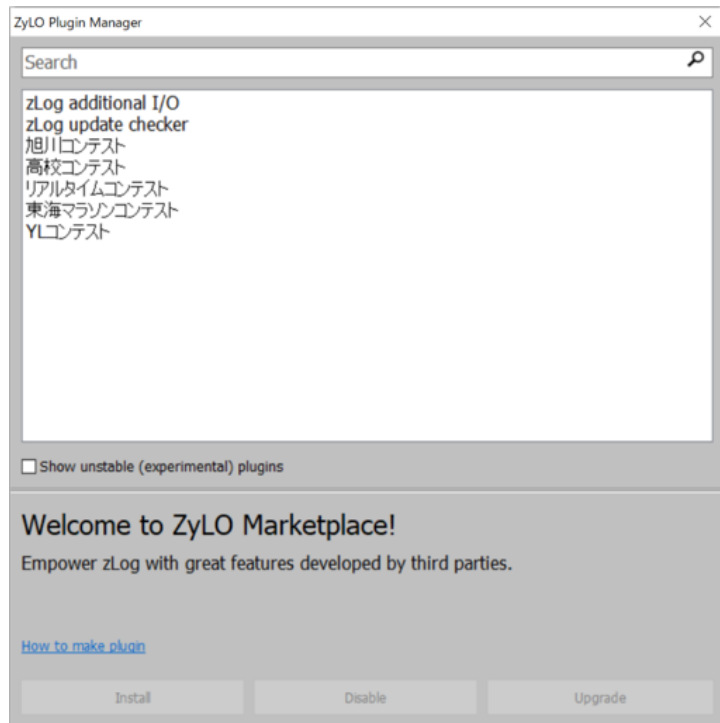 ZyLO Plugin Manager
Search
zLog additional I/O
zLog update checker
旭川コンテスト
高校コンテスト
リアルタイムコンテスト
東海マラソンコンテスト
YLコンテスト
Show unstable (experimental) plugins
Welcome to ZyLO Marketplace!
Empower zLog with great features developed by third parties.
How to make plugin
Install Disable Upgrade